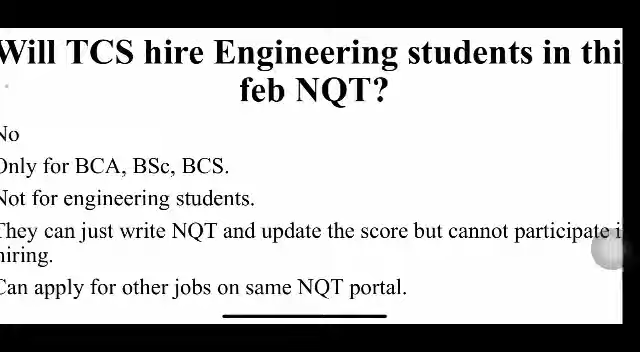 Will TCS hire Engineering students in thi
feb NQT?
No
Only for BCA, BSc, BCS.
Not for engineering students.
They can just write NQT and update the score but cannot participate i
hiring.
Can apply for other jobs on same NQT portal.